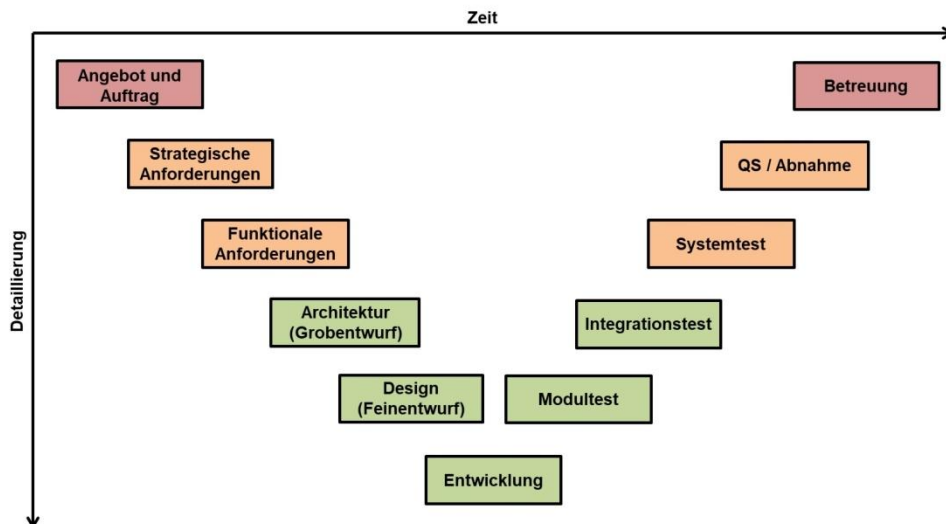 Zeit
Detaillierung
Angebot und
Auftrag
Betreuung
Strategische
Anforderungen
QS / Abnahme
Funktionale
Anforderungen
Systemtest
Architektur
(Grobentwurf)
Integrationstest
Design
(Feinentwurf)
Modultest
Entwicklung